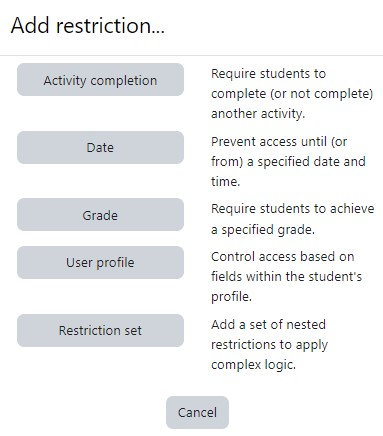 Add restriction...
Activity completion
Require students to
complete (or not complete)
another activity.
Date
Prevent access until (or
from) a specified date and
time.
Grade
Require students to achieve
a specified grade.
User profile
Control access based on
fields within the student's
profile.
Restriction set
Add a set of nested
restrictions to apply
complex logic.
Cancel